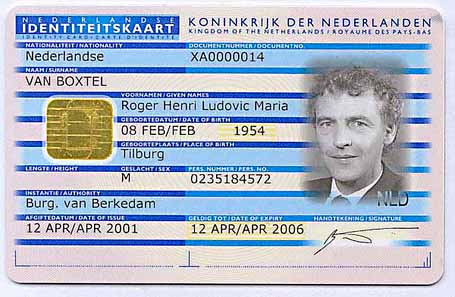 NEDERLANDSE
IDENTITEITSKAART
IDENTITY CARD/CARTE D'IDENTITÉ
KONINKRIJK DER NEDERLANDEN
KINGDOM OF THE NETHERLANDS / ROYAUME DES PAYS-BAS
NATIONALITEIT/NATIONALITY
DOCUMENTNUMMER/DOCUMENTNO.
Nederlandse
XA0000014
NAAM/SURNAME
VAN BOXTEL
VOORNAMEN/GIVEN NAMES
Roger Henri Ludovic Maria
GEBOORTEDATUM/DATE OF BIRTH
08 FEB/FEB 1954
GEBOORTEPLAATS/PLACE OF BIRTH
Tilburg
LENGTE/HEIGHT
GESLACHT/SEX
PERS. NR./PERS. NO.
M
0235184572
NLD
INSTANTIE/AUTHORITY
Burg. van Berkedam
AFGIFTEDATUM/DATE OF ISSUE
GELDIG TOT/DATE OF EXPIRY
HANDTEKENING/SIGNATURE
12 APR/APR 2001
12 APR/APR 2006